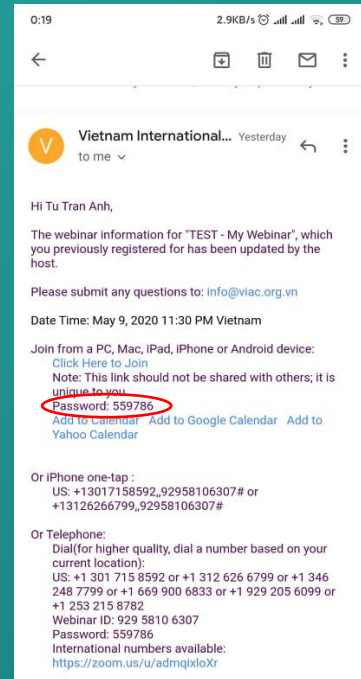 0:19 2.9KB/s 59
V
Vietnam International... Yesterday
to me
Hi Tu Tran Anh,
The webinar information for "TEST - My Webinar", which
you previously registered for has been updated by the
host.
Please submit any questions to: info@viac.org.vn
Date Time: May 9, 2020 11:30 PM Vietnam
Join from a PC, Mac, iPad, iPhone or Android device:
Click Here to Join
Note: This link should not be shared with others; it is
unique to you.
Password: 559786
Add to Calendar Add to Google Calendar Add to
Yahoo Calendar
Or iPhone one-tap :
US: +13017158592,,92958106307# or
+13126266799,,92958106307#
Or Telephone:
Dial(for higher quality, dial a number based on your
current location):
US: +1 301 715 8592 or +1 312 626 6799 or +1 346
248 7799 or +1 669 900 6833 or +1 929 205 6099 or
+1 253 215 8782
Webinar ID: 929 5810 6307
Password: 559786
International numbers available:
https://zoom.us/u/admqixloXr